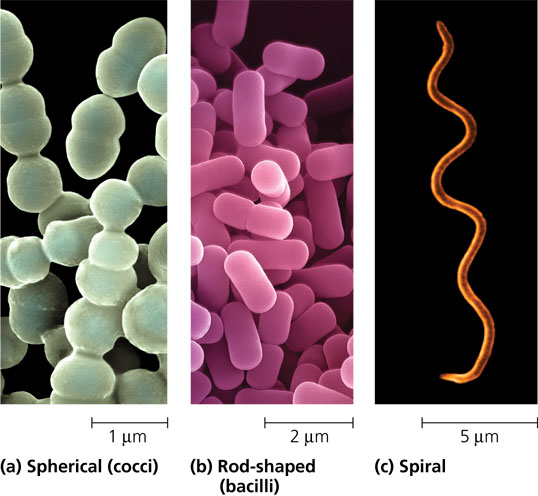 1 μm
2 μm
5 μm
(a) Spherical (cocci)
(b) Rod-shaped
(bacilli)
(c) Spiral